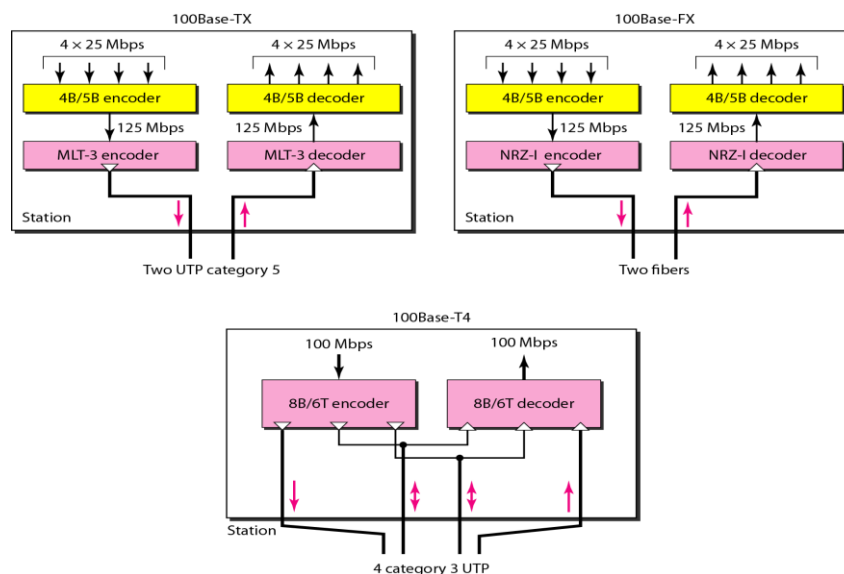 100Base-TX
4 × 25 Mbps 4 × 25 Mbps
4B/5B encoder 4B/5B decoder
125 Mbps 125 Mbps
MLT-3 encoder MLT-3 decoder
Station
Two UTP category 5
100Base-FX
4 × 25 Mbps 4 × 25 Mbps
4B/5B encoder 4B/5B decoder
125 Mbps 125 Mbps
NRZ-I encoder NRZ-I decoder
Station
Two fibers
100Base-T4
100 Mbps 100 Mbps
8B/6T encoder 8B/6T decoder
Station
4 category 3 UTP